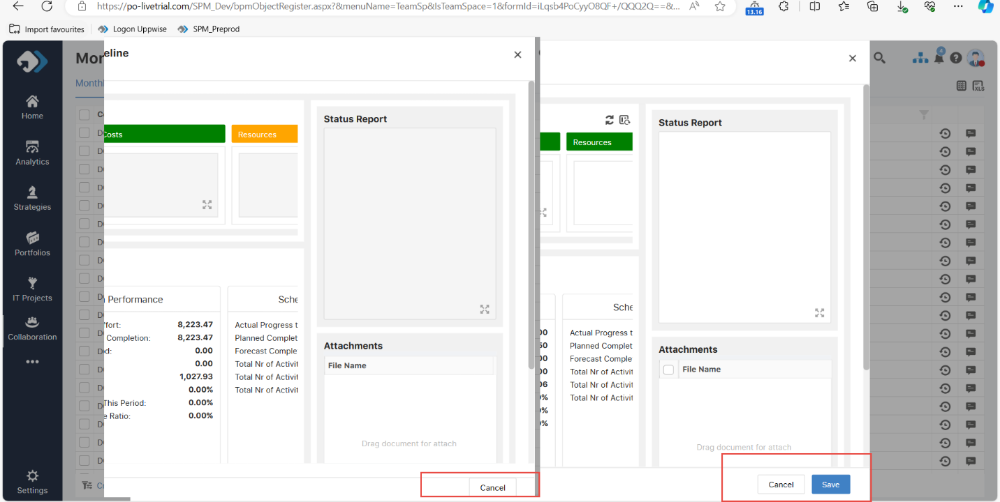 https://po-livetrial.com/SPM_Dev/bpmObjectRegister.aspx?&menuName=TeamSp&IsTeamSpace=1&formId=iLqsb4PoCyyO8QF+/QQQ2Q==&...
13.16
Import favourites
Logon Uppwise
SPM_Preprod
Mor
eline
4
Month
XLS
Home
Analytics
Strategies
Portfolios
IT Projects
Collaboration
Settings
Costs
Resources
Status Report
Performance
Sche
ffort: 8,223.47
Completion: 8,223.47
ed: 0.00
0.00
1,027.93
0.00%
This Period: 0.00%
e Ratio: 0.00%
Actual Progress t
Planned Complet
Forecast Comple
Total Nr of Activit
Total Nr of Activit
Total Nr of Activit
Attachments
File Name
Drag document for attach
Cancel
Resources
Status Report
Sche
Actual Progress t
Planned Complet
Forecast Comple
Total Nr of Activit
Total Nr of Activit
Total Nr of Activit
Attachments
File Name
Drag document for attach
Cancel
Save